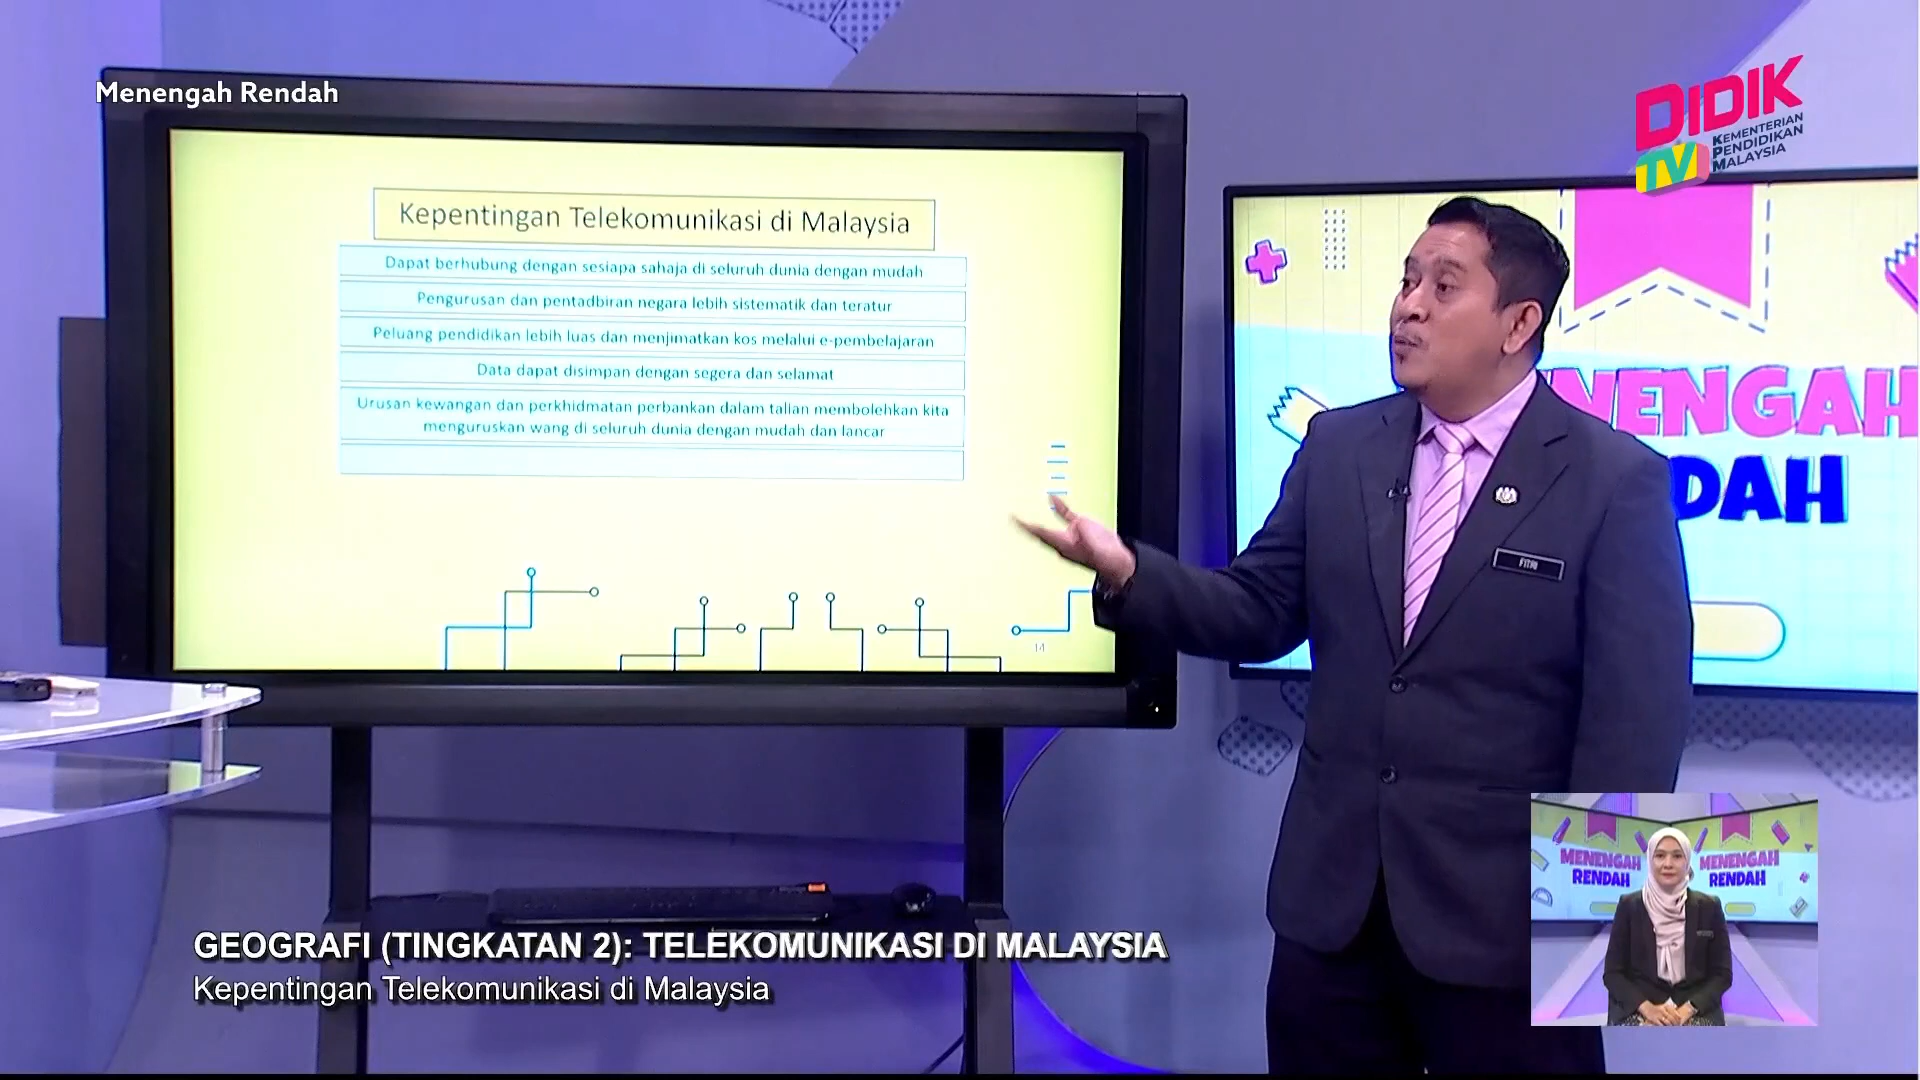 Menengah Rendah
DIDIK
TV
KEMENTERIAN
PENDIDIKAN
MALAYSIA
Kepentingan Telekomunikasi di Malaysia
Dapat berhubung dengan sesiapa sahaja di seluruh dunia dengan mudah
Pengurusan dan pentadbiran negara lebih sistematik dan teratur
Peluang pendidikan lebih luas dan menjimatkan kos melalui e-pembelajaran
Data dapat disimpan dengan segera dan selamat
Urusan kewangan dan perkhidmatan perbankan dalam talian membolehkan kita
menguruskan wang di seluruh dunia dengan mudah dan lancar
14
NENGAH
DAH
FITRI
MENENGAH
RENDAH
MENENGAH
RENDAH
GEOGRAFI (TINGKATAN 2): TELEKOMUNIKASI DI MALAYSIA
Kepentingan Telekomunikasi di Malaysia